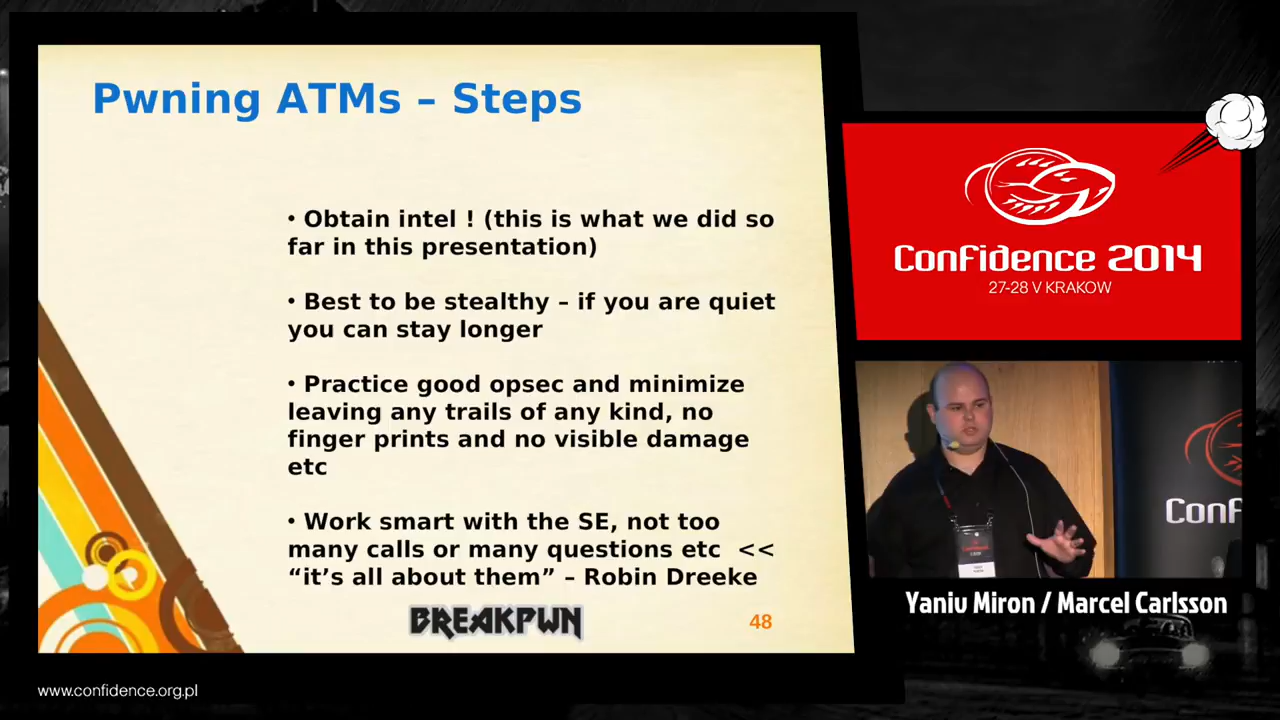 Pwning ATMs – Steps
• Obtain intel ! (this is what we did so
far in this presentation)
• Best to be stealthy – if you are quiet
you can stay longer
• Practice good opsec and minimize
leaving any trails of any kind, no
finger prints and no visible damage
etc
• Work smart with the SE, not too
many calls or many questions etc <<
“it’s all about them” – Robin Dreeke
BREAKPWN
48
Confidence 2014
27-28 V KRAKOW
Conf
Yaniv Miron / Marcel Carlsson
www.confidence.org.pl